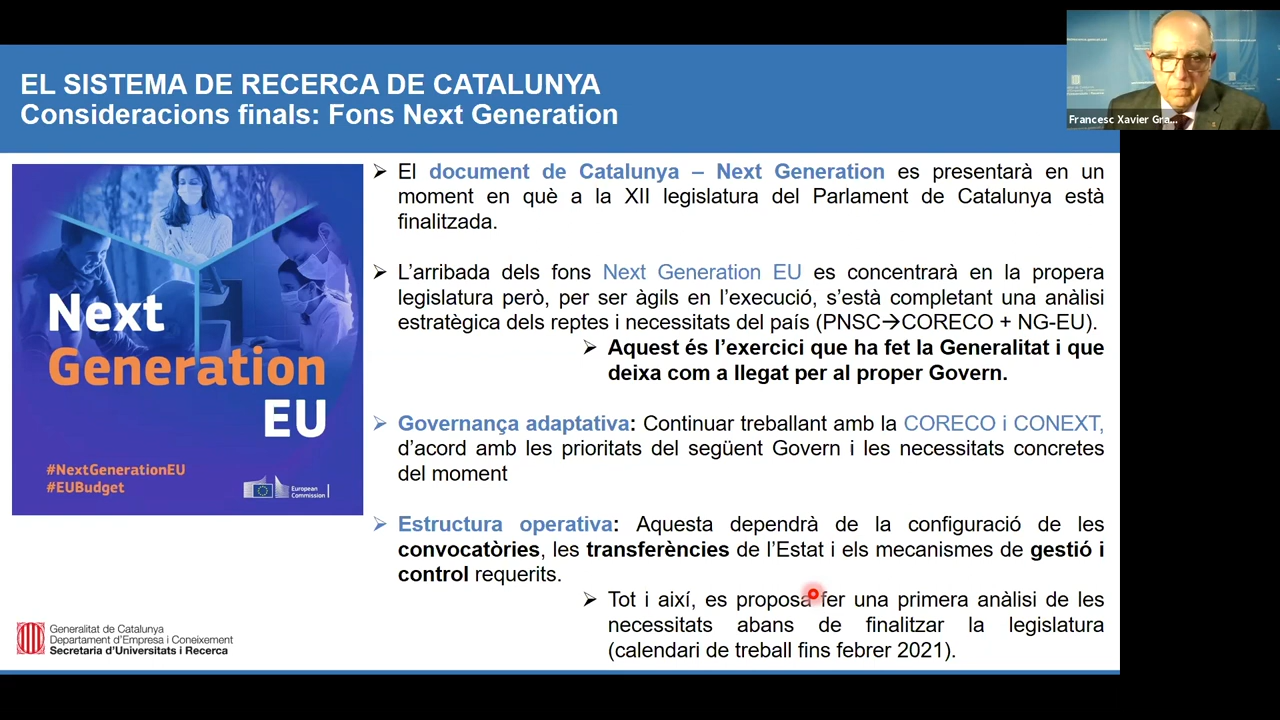 EL SISTEMA DE RECERCA DE CATALUNYA
Consideracions finals: Fons Next Generation
Francesc Xavier Gra...
Next
Generation
EU
#NextGenerationEU
#EUBudget
European
Commission
➢ El document de Catalunya – Next Generation es presentarà en un
moment en què a la XII legislatura del Parlament de Catalunya està
finalitzada.
➢ L’arribada dels fons Next Generation EU es concentrarà en la propera
legislatura però, per ser àgils en l’execució, s’està completant una anàlisi
estratègica dels reptes i necessitats del país (PNSC→CORECO + NG-EU).
➢ Aquest és l’exercici que ha fet la Generalitat i que
deixa com a llegat per al proper Govern.
➢ Governança adaptativa: Continuar treballant amb la CORECO i CONEXT,
d’acord amb les prioritats del següent Govern i les necessitats concretes
del moment
➢ Estructura operativa: Aquesta dependrà de la configuració de les
convocatòries, les transferències de l’Estat i els mecanismes de gestió i
control requerits.
➢ Tot i així, es proposa fer una primera anàlisi de les
necessitats abans de finalitzar la legislatura
(calendari de treball fins febrer 2021).
Generalitat de Catalunya
Departament d’Empresa i Coneixement
Secretaria d’Universitats i Recerca